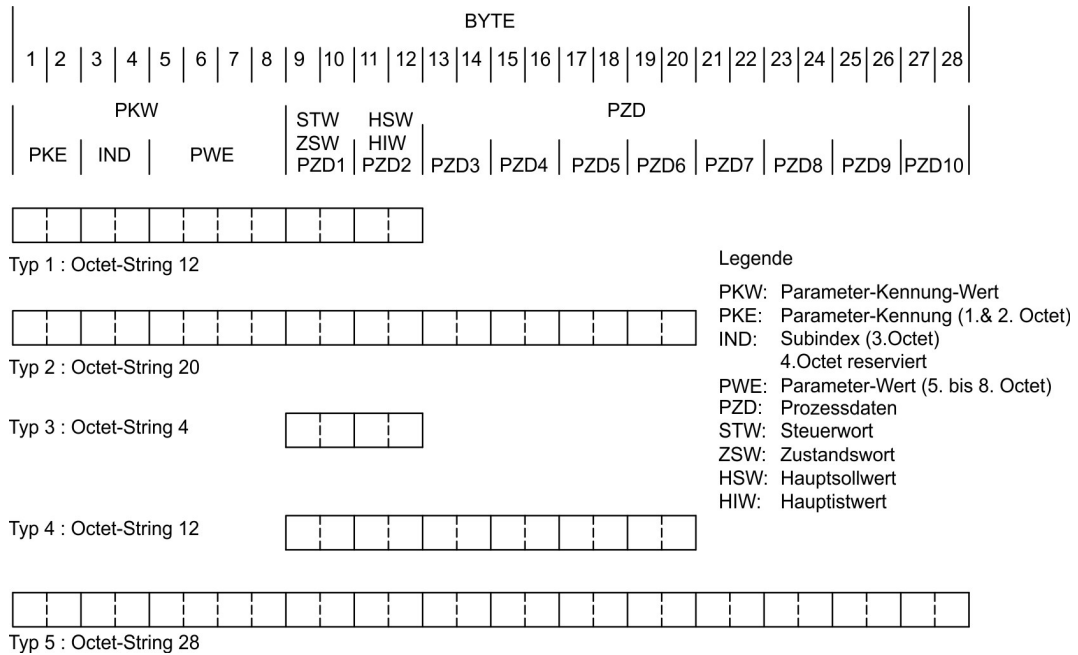 BYTE
1 2 3 4 5 6 7 8 9 10 11 12 13 14 15 16 17 18 19 20 21 22 23 24 25 26 27 28
PKW PZD
STW HSW
ZSW HIW
PKE IND PWE PZD1 PZD2 PZD3 PZD4 PZD5 PZD6 PZD7 PZD8 PZD9 PZD10
Typ 1 : Octet-String 12
Typ 2 : Octet-String 20
Typ 3 : Octet-String 4
Typ 4 : Octet-String 12
Typ 5 : Octet-String 28
Legende
PKW: Parameter-Kennung-Wert
PKE: Parameter-Kennung (1.& 2. Octet)
IND: Subindex (3.Octet)
4.Octet reserviert
PWE: Parameter-Wert (5. bis 8. Octet)
PZD: Prozessdaten
STW: Steuerwort
ZSW: Zustandswort
HSW: Hauptsollwert
HIW: Hauptistwert